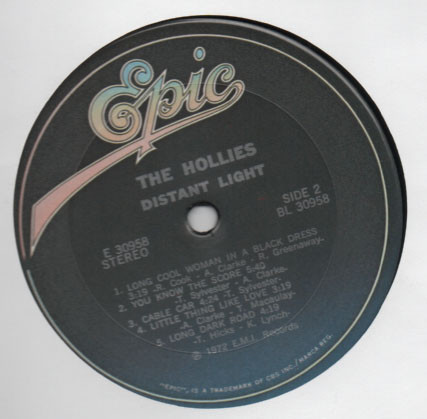 Epic
THE HOLLIES
DISTANT LIGHT
E 30958
STEREO
SIDE 2
BL 30958
1. LONG COOL WOMAN IN A BLACK DRESS
3:19 -R. Cook - A. Clarke - R. Greenaway-
2. YOU KNOW THE SCORE 5:40
-T. Sylvester - A. Clarke-
3. CABLE CAR 4:24 -T. Sylvester-
4. LITTLE THING LIKE LOVE 3:19
-A. Clarke - T. Macaulay-
5. LONG DARK ROAD 4:19
-T. Hicks - K. Lynch-
℗ 1972 E.M.I. Records
"EPIC", IS A TRADEMARK OF CBS INC./MARCA REG.